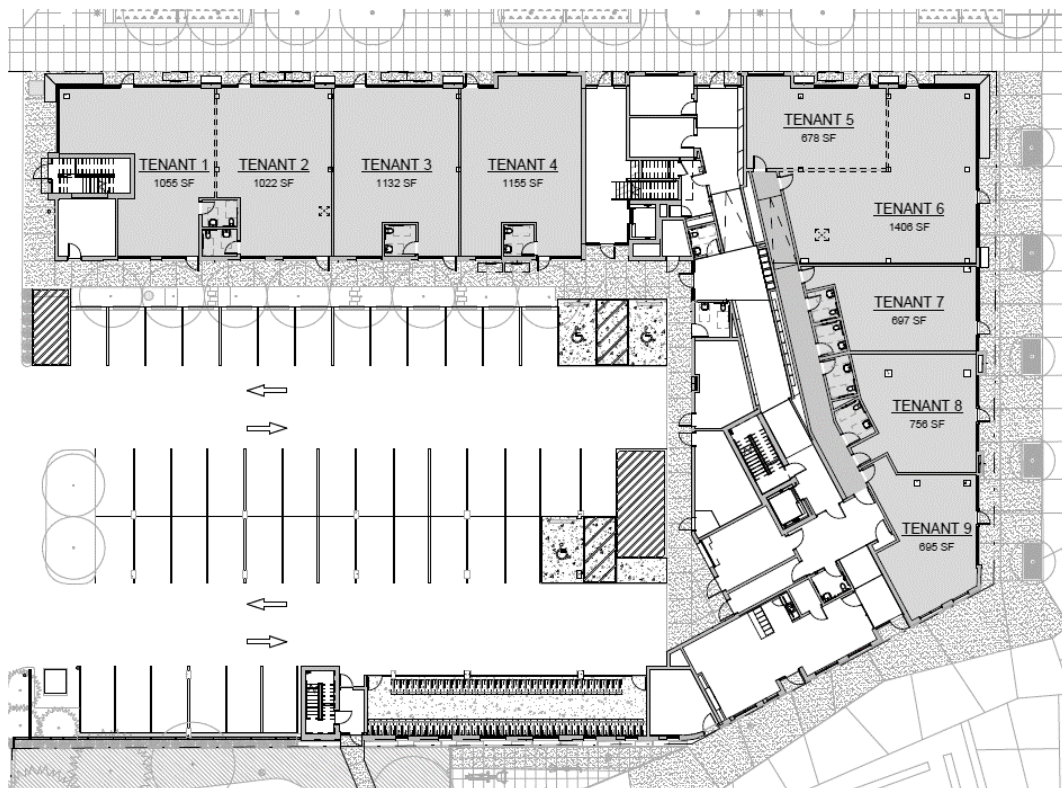 TENANT 1
1055 SF
TENANT 2
1022 SF
TENANT 3
1132 SF
TENANT 4
1155 SF
TENANT 5
678 SF
TENANT 6
1406 SF
TENANT 7
697 SF
TENANT 8
756 SF
TENANT 9
695 SF